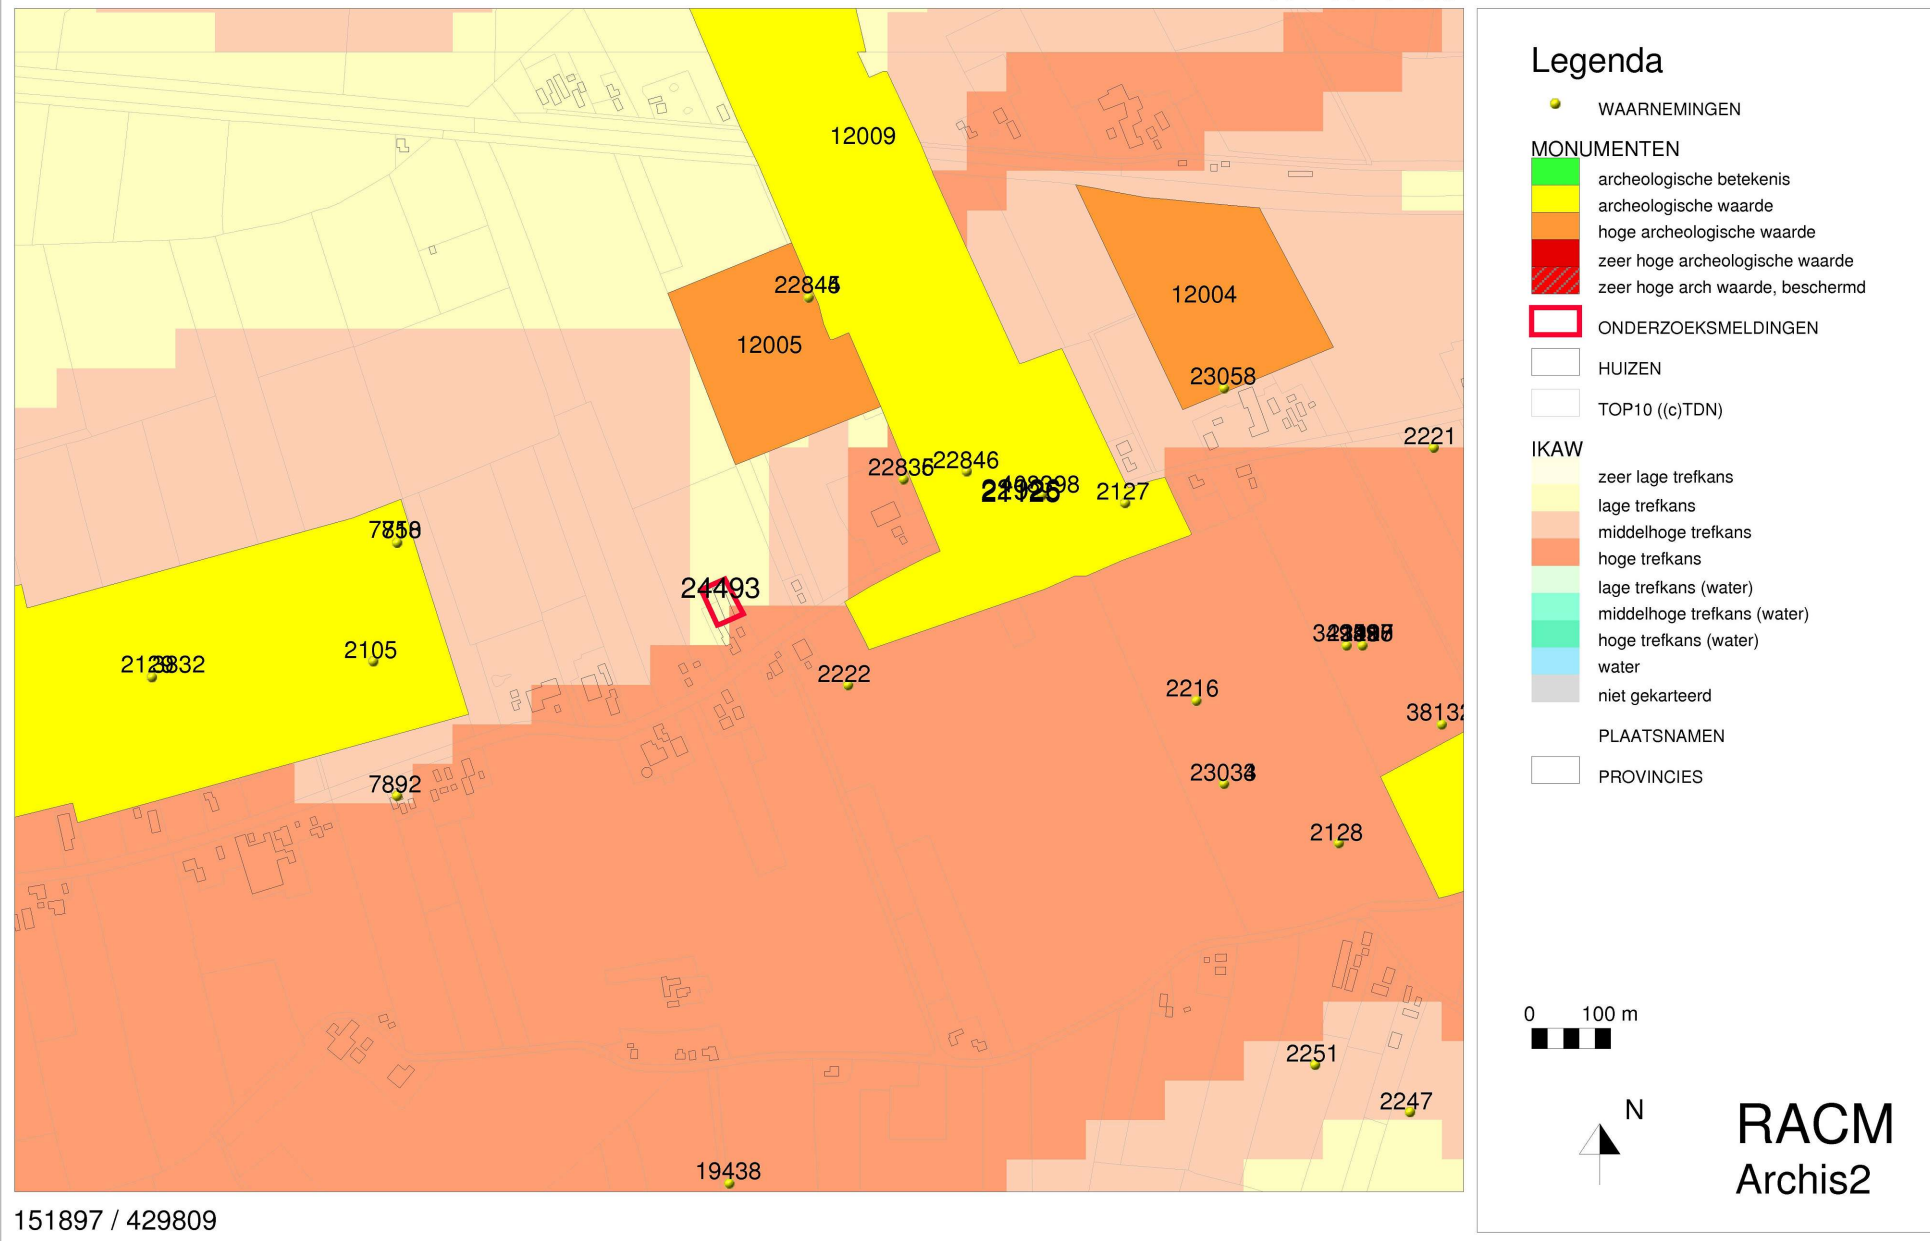 12009
12004
22845
12005
23058
2221
22846
2127
24493
2105
2222
2216
38132
7892
2128
2251
2247
19438
151897 / 429809
Legenda
WAARNEMINGEN
MONUMENTEN
archeologische betekenis
archeologische waarde
hoge archeologische waarde
zeer hoge archeologische waarde
zeer hoge arch waarde, beschermd
ONDERZOEKSMELDINGEN
HUIZEN
TOP10 ((c)TDN)
IKAW
zeer lage trefkans
lage trefkans
middelhoge trefkans
hoge trefkans
lage trefkans (water)
middelhoge trefkans (water)
hoge trefkans (water)
water
niet gekarteerd
PLAATSNAMEN
PROVINCIES
0 100 m
N
RACM
Archis2